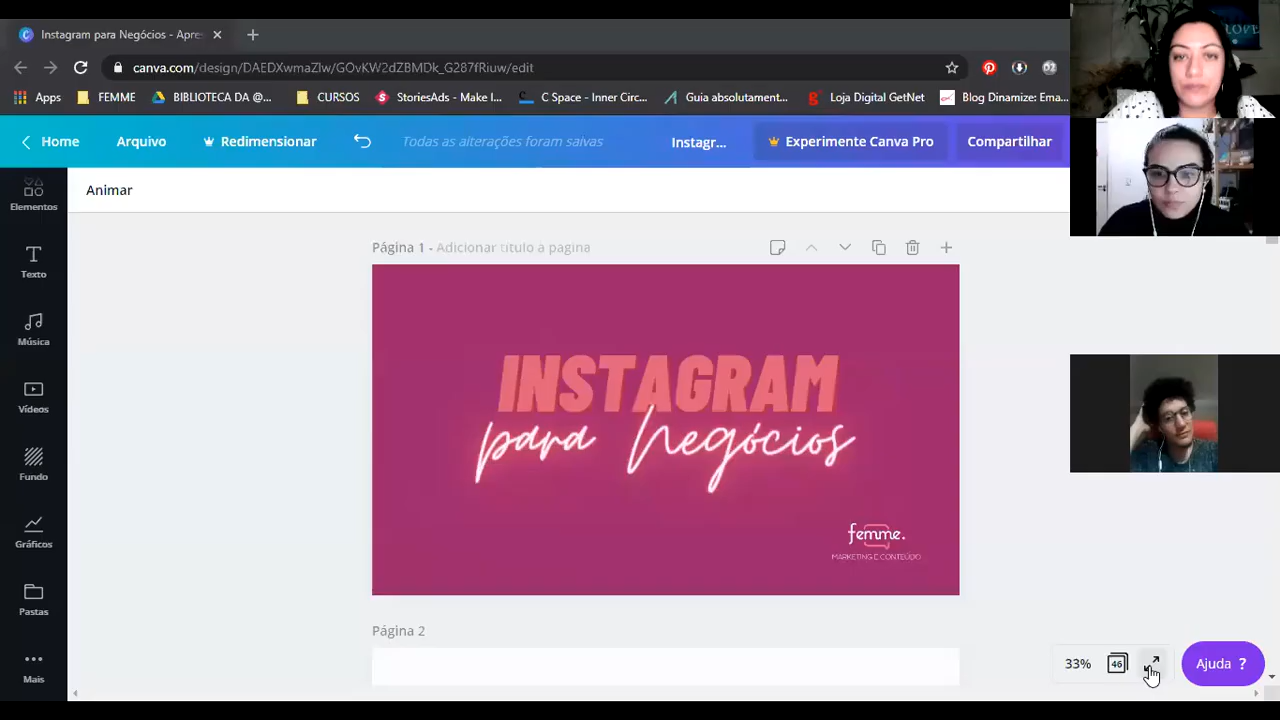 Instagram para Negócios - Apres
canva.com/design/DAEDXwmaZlw/GOvKW2dZBMDk_G287fRiuw/edit
Apps
FEMME
BIBLIOTECA DA @...
CURSOS
StoriesAds - Make I...
C Space - Inner Circ...
Guia absolutament...
Loja Digital GetNet
Blog Dinamize: Ema...
Home
Arquivo
Redimensionar
Todas as alterações foram salvas
Instagr...
Experimente Canva Pro
Compartilhar
Elementos
Texto
Música
Vídeos
Fundo
Gráficos
Pastas
Mais
Animar
Página 1 - Adicionar título à página
INSTAGRAM
para Negócios
femme.
MARKETING E CONTEÚDO
Página 2
33%
46
Ajuda ?